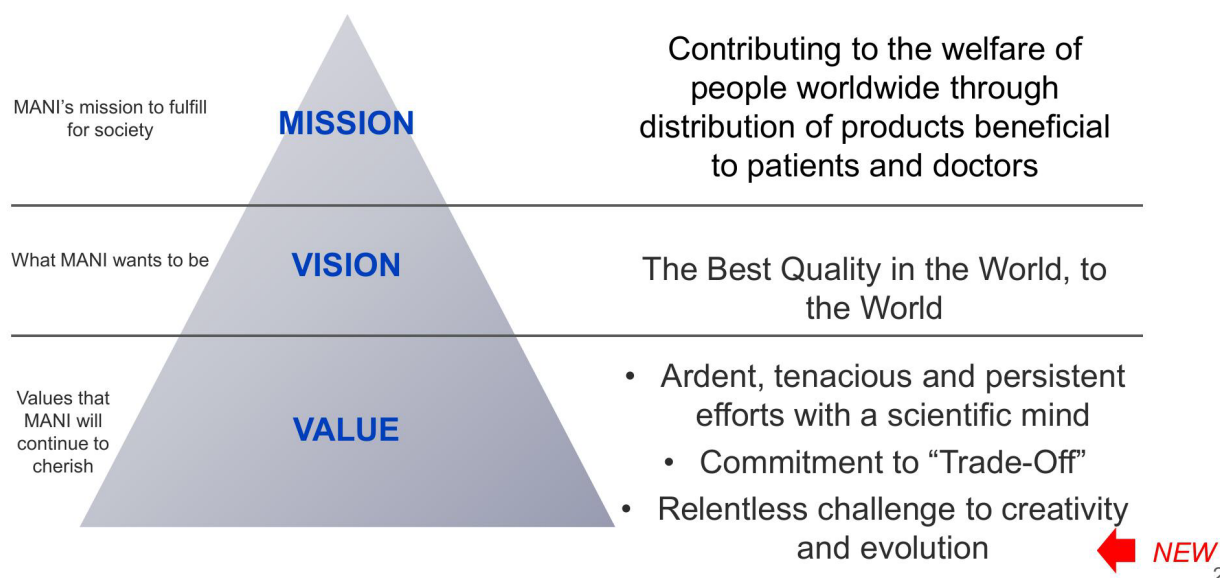 MANI’s mission to fulfill
for society
MISSION
Contributing to the welfare of
people worldwide through
distribution of products beneficial
to patients and doctors
What MANI wants to be
VISION
The Best Quality in the World, to
the World
Values that
MANI will
continue to
cherish
VALUE
• Ardent, tenacious and persistent
efforts with a scientific mind
• Commitment to “Trade-Off”
• Relentless challenge to creativity
and evolution
NEW